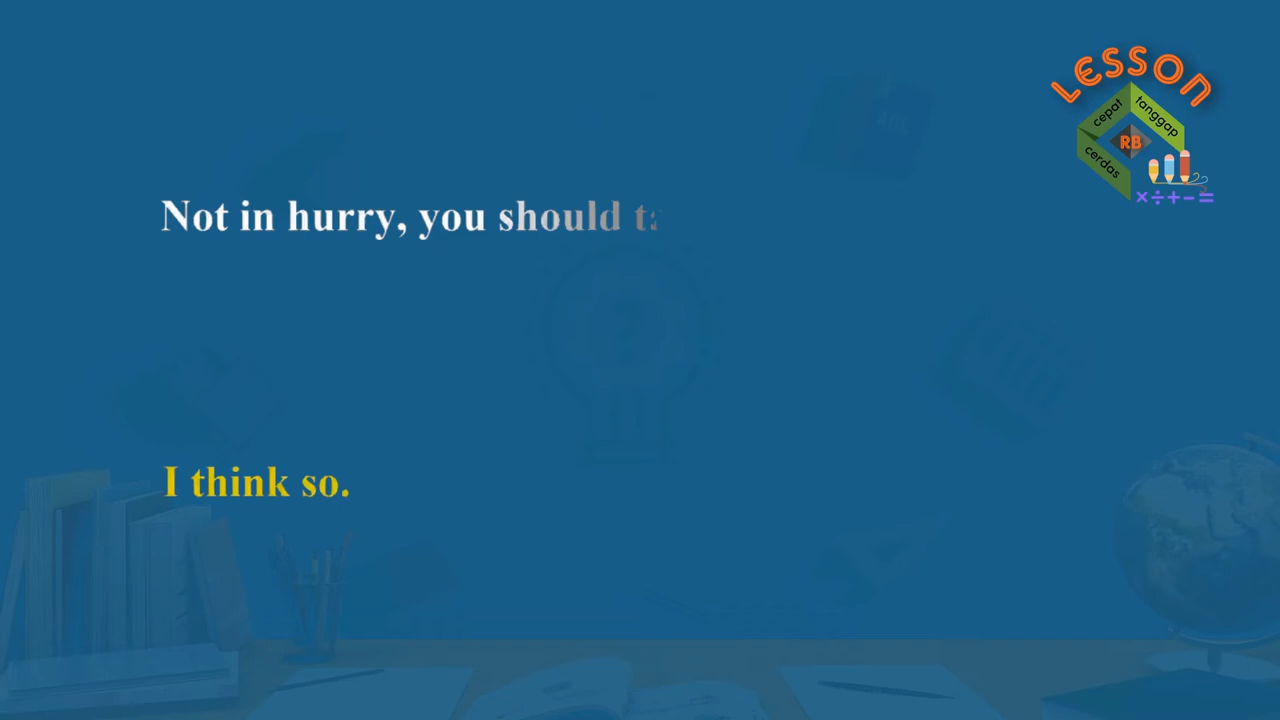 LESSON
cepat tanggap
RB
cerdas
×÷+−=
Not in hurry, you should
I think so.